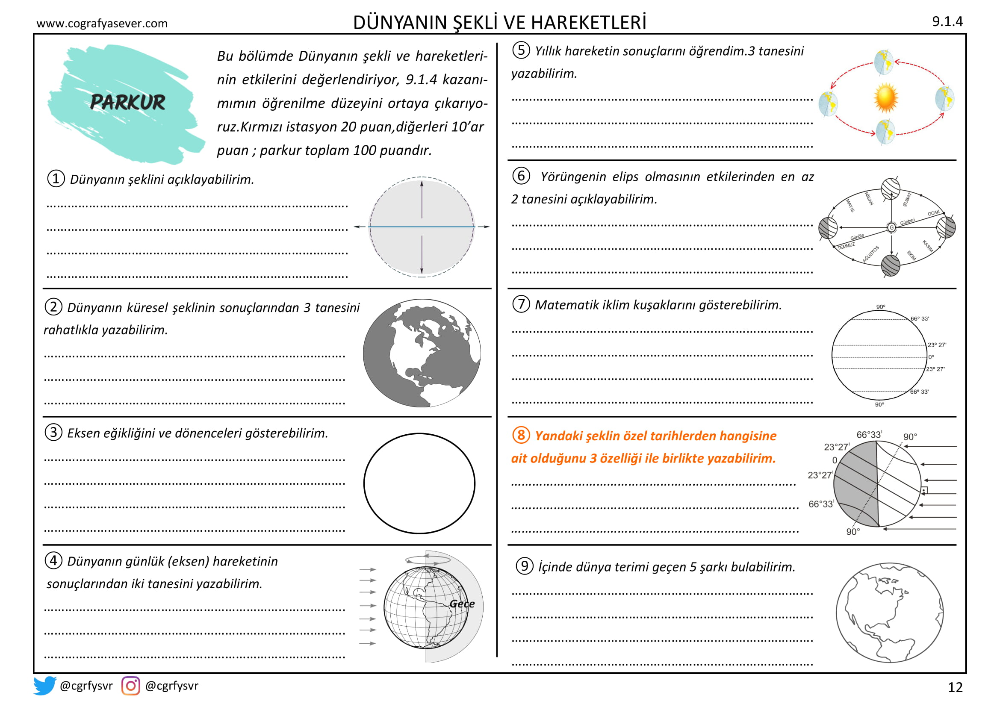 www.cografyasever.com
DÜNYANIN ŞEKLİ VE HAREKETLERİ
9.1.4
PARKUR
Bu bölümde Dünyanın şekli ve hareketleri-
nin etkilerini değerlendiriyor, 9.1.4 kazanı-
mımın öğrenilme düzeyini ortaya çıkarıyo-
ruz.Kırmızı istasyon 20 puan,diğerleri 10’ar
puan ; parkur toplam 100 puandır.
1 Dünyanın şeklini açıklayabilirim.
2 Dünyanın küresel şeklinin sonuçlarından 3 tanesini
rahatlıkla yazabilirim.
3 Eksen eğikliğini ve dönenceleri gösterebilirim.
4 Dünyanın günlük (eksen) hareketinin
sonuçlarından iki tanesini yazabilirim.
Gece
5 Yıllık hareketin sonuçlarını öğrendim.3 tanesini
yazabilirim.
6 Yörüngenin elips olmasının etkilerinden en az
2 tanesini açıklayabilirim.
MAYIS
NİSAN
ŞUBAT
OCAK
Günberi
G
Günöte
TEMMUZ
AĞUSTOS
EKİM
KASIM
7 Matematik iklim kuşaklarını gösterebilirim.
90°
66° 33'
23° 27'
0°
23° 27'
66° 33'
90°
8 Yandaki şeklin özel tarihlerden hangisine
ait olduğunu 3 özelliği ile birlikte yazabilirim.
66°33'
90°
23°27'
0
23°27'
66°33'
90°
9 İçinde dünya terimi geçen 5 şarkı bulabilirim.
@cgrfysvr
@cgrfysvr
12